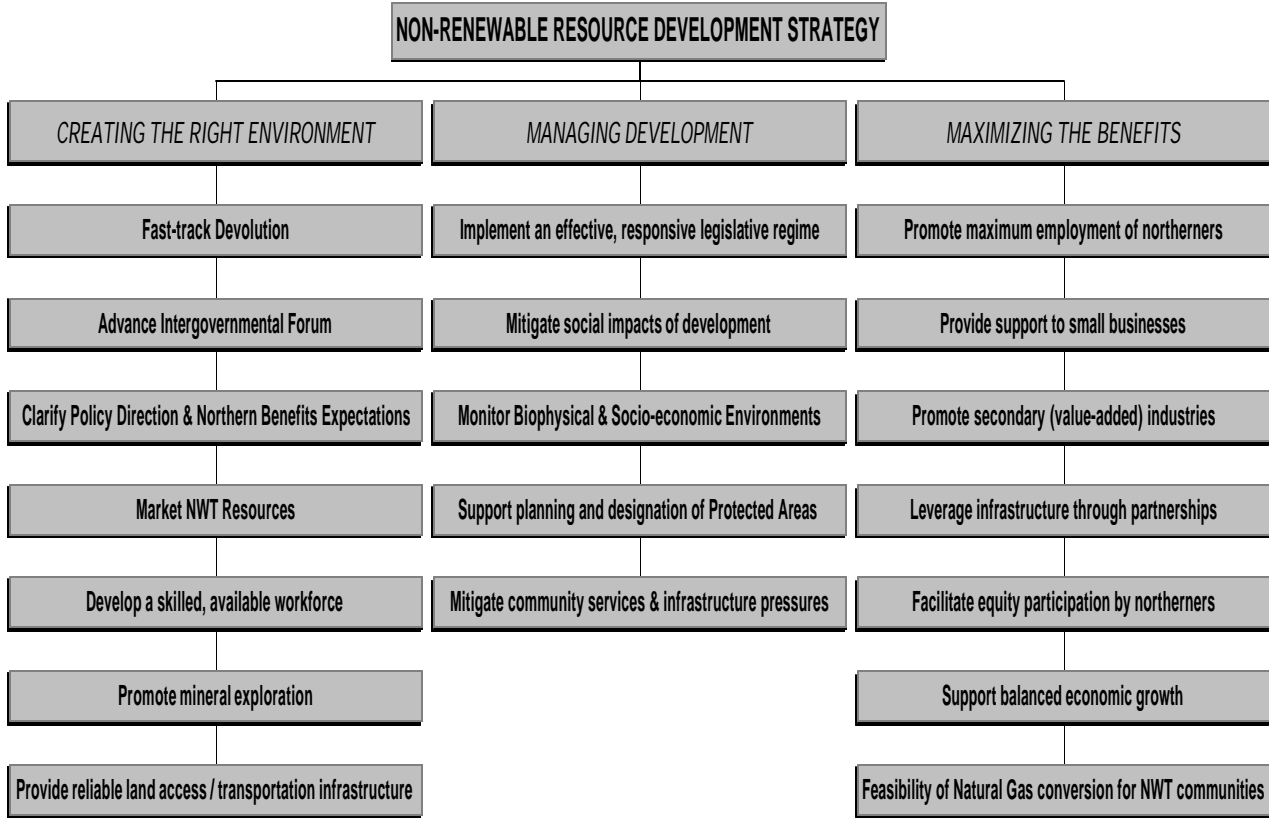 NON-RENEWABLE RESOURCE DEVELOPMENT STRATEGY
CREATING THE RIGHT ENVIRONMENT
Fast-track Devolution
Advance Intergovernmental Forum
Clarify Policy Direction & Northern Benefits Expectations
Market NWT Resources
Develop a skilled, available workforce
Promote mineral exploration
Provide reliable land access / transportation infrastructure
MANAGING DEVELOPMENT
Implement an effective, responsive legislative regime
Mitigate social impacts of development
Monitor Biophysical & Socio-economic Environments
Support planning and designation of Protected Areas
Mitigate community services & infrastructure pressures
MAXIMIZING THE BENEFITS
Promote maximum employment of northerners
Provide support to small businesses
Promote secondary (value-added) industries
Leverage infrastructure through partnerships
Facilitate equity participation by northerners
Support balanced economic growth
Feasibility of Natural Gas conversion for NWT communities